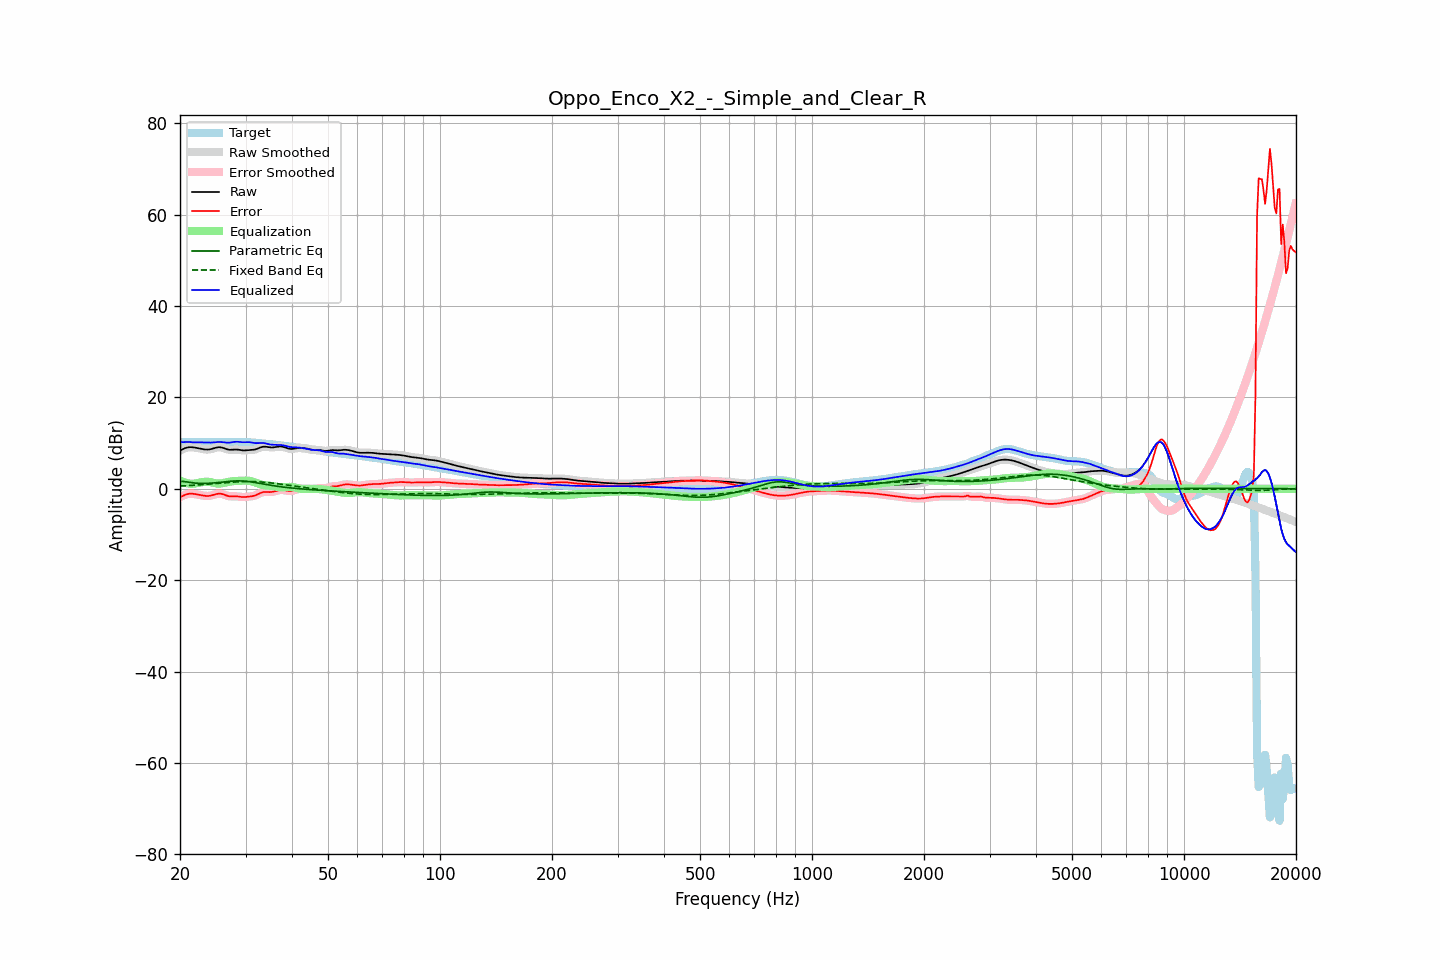 Oppo_Enco_X2_-_Simple_and_Clear_R
80
60
40
20
0
−20
−40
−60
−80
Amplitude (dBr)
Target
Raw Smoothed
Error Smoothed
Raw
Error
Equalization
Parametric Eq
Fixed Band Eq
Equalized
20 50 100 200 500 1000 2000 5000 10000 20000
Frequency (Hz)